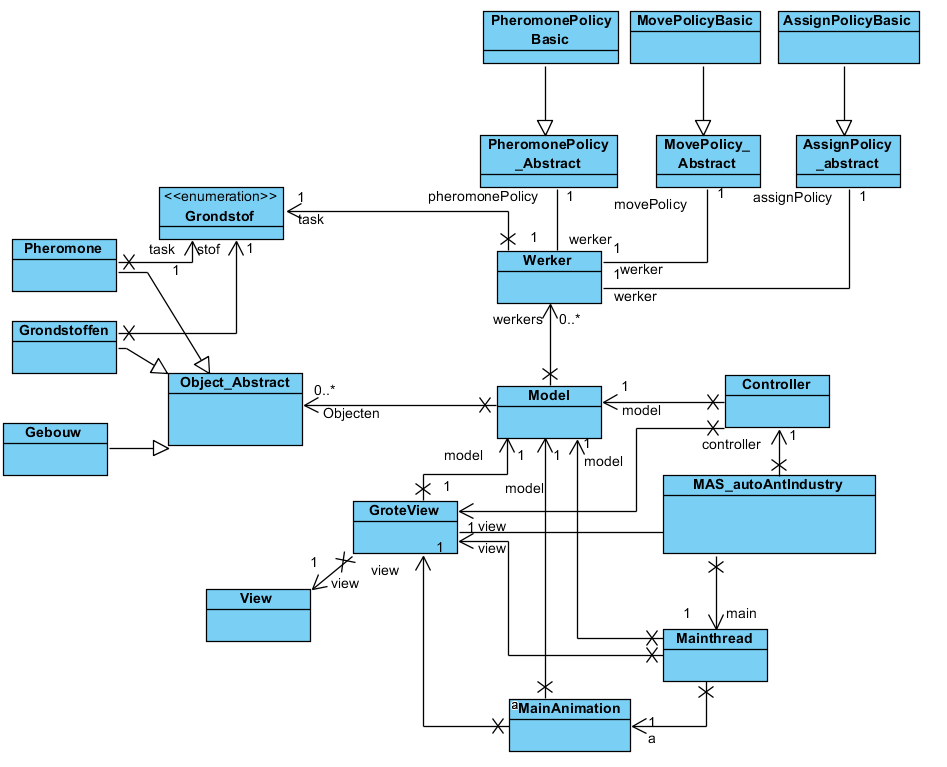 PheromonePolicy
Basic
MovePolicyBasic
AssignPolicyBasic
PheromonePolicy
_Abstract
MovePolicy_
Abstract
AssignPolicy
_abstract
pheromonePolicy
1
movePolicy
1
assignPolicy
1
<<enumeration>>
Grondstof
1
task
task
stof
1
1
Pheromone
1
werker
1
werker
1
werker
Werker
Grondstoffen
workers
0..*
Object_Abstract
0..*
Objecten
Model
1
model
Controller
Gebouw
model
1
1
1
model
model
controller
1
MAS_autoAntIndustry
1
GroteView
1
1
view
view
1
view
view
View
1
main
Mainthread
a
MainAnimation
1
a